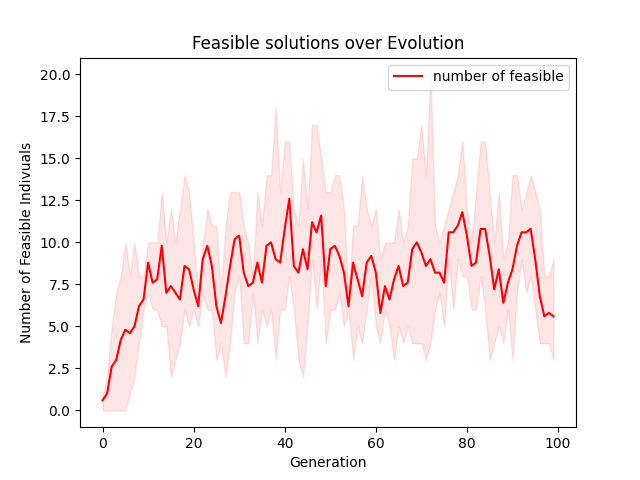 Feasible solutions over Evolution
number of feasible
Number of Feasible Indivuals
20.0
17.5
15.0
12.5
10.0
7.5
5.0
2.5
0.0
0 20 40 60 80 100
Generation